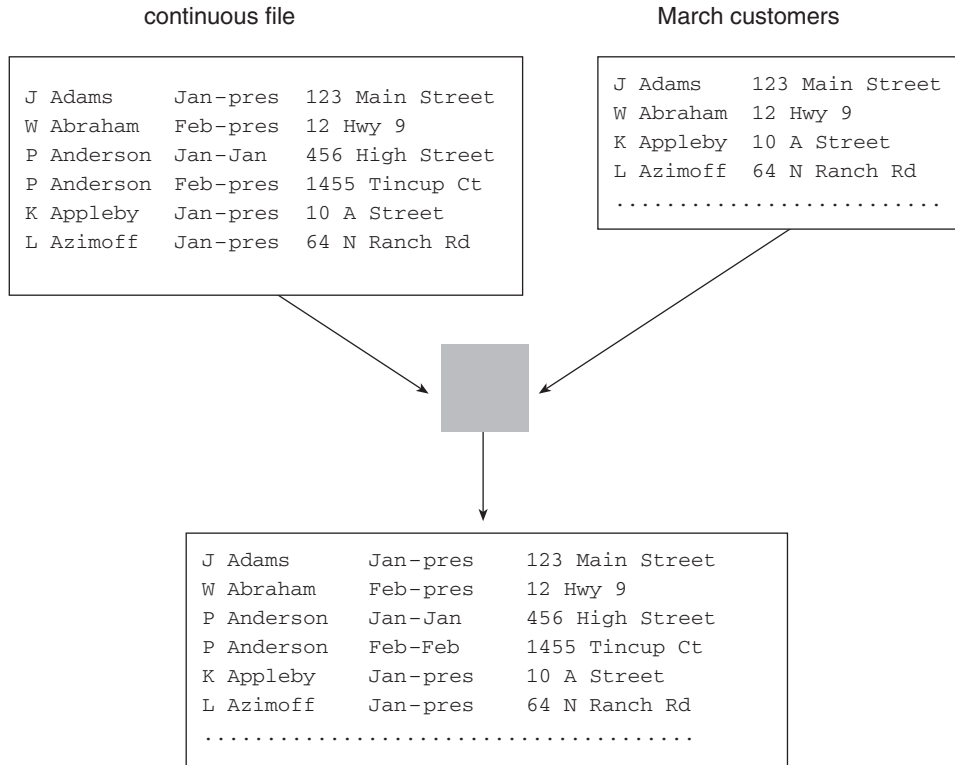 continuous file
J Adams Jan-pres 123 Main Street
W Abraham Feb-pres 12 Hwy 9
P Anderson Jan-Jan 456 High Street
P Anderson Feb-pres 1455 Tincup Ct
K Appleby Jan-pres 10 A Street
L Azimoff Jan-pres 64 N Ranch Rd
March customers
J Adams 123 Main Street
W Abraham 12 Hwy 9
K Appleby 10 A Street
L Azimoff 64 N Ranch Rd
..........................
J Adams Jan-pres 123 Main Street
W Abraham Feb-pres 12 Hwy 9
P Anderson Jan-Jan 456 High Street
P Anderson Feb-Feb 1455 Tincup Ct
K Appleby Jan-pres 10 A Street
L Azimoff Jan-pres 64 N Ranch Rd
.........................................